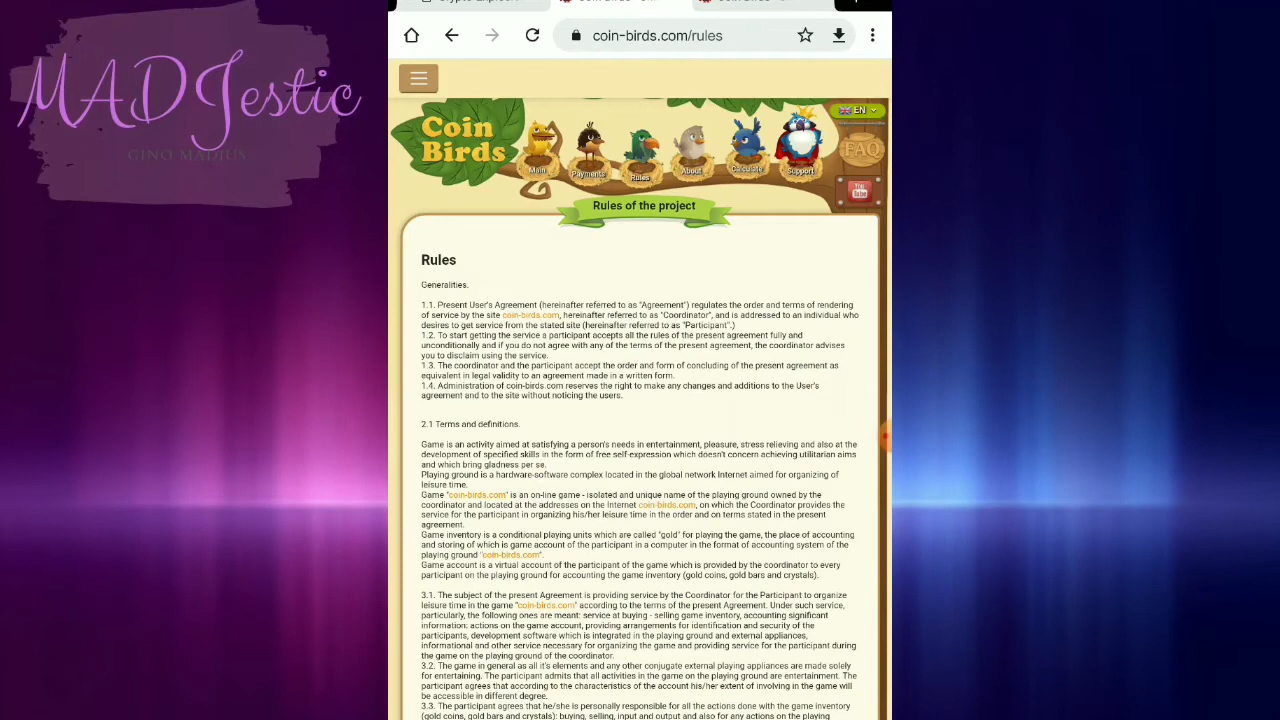 MADJestic
GINO MADIUS
coin-birds.com/rules
EN
Coin
Birds
Main
Payments
Rules
About
Calculate
Support
FAQ
You
Tube
Rules of the project
Rules
Generalities.
1.1. Present User's Agreement (hereinafter referred to as "Agreement") regulates the order and terms of rendering
of service by the site coin-birds.com, hereinafter referred to as "Coordinator", and is addressed to an individual who
desires to get service from the stated site (hereinafter referred to as "Participant".)
1.2. To start getting the service a participant accepts all the rules of the present agreement fully and
unconditionally and if you do not agree with any of the terms of the present agreement, the coordinator advises
you to disclaim using the service.
1.3. The coordinator and the participant accept the order and form of concluding of the present agreement as
equivalent in legal validity to an agreement made in a written form.
1.4. Administration of coin-birds.com reserves the right to make any changes and additions to the User's
agreement and to the site without noticing the users.
2.1 Terms and definitions.
Game is an activity aimed at satisfying a person's needs in entertainment, pleasure, stress relieving and also at the
development of specified skills in the form of free self-expression which doesn't concern achieving utilitarian aims
and which bring gladness per se.
Playing ground is a hardware-software complex located in the global network Internet aimed for organizing of
leisure time.
Game "coin-birds.com" is an on-line game - isolated and unique name of the playing ground owned by the
coordinator and located at the addresses on the Internet coin-birds.com, on which the Coordinator provides the
service for the participant in organizing his/her leisure time in the order and on terms stated in the present
agreement.
Game inventory is a conditional playing units which are called "gold" for playing the game, the place of accounting
and storing of which is game account of the participant in a computer in the format of accounting system of the
playing ground "coin-birds.com".
Game account is a virtual account of the participant of the game which is provided by the coordinator to every
participant on the playing ground for accounting the game inventory (gold coins, gold bars and crystals).
3.1. The subject of the present Agreement is providing service by the Coordinator for the Participant to organize
leisure time in the game "coin-birds.com" according to the terms of the present Agreement. Under such service,
particularly, the following ones are meant: service at buying - selling game inventory, accounting significant
information: actions on the game account, providing arrangements for identification and security of the
participants, development software which is integrated in the playing ground and external appliances,
informational and other service necessary for organizing the game and providing service for the participant during
the game on the playing ground of the coordinator.
3.2. The game in general as all it's elements and any other conjugate external playing appliances are made solely
for entertaining. The participant admits that all activities in the game on the playing ground are entertainment. The
participant agrees that according to the characteristics of the account his/her extent of involving in the game will
be accessible in different degree.
3.3. The participant agrees that he/she is personally responsible for all the actions done with the game inventory
(gold coins, gold bars and crystals): buying, selling, input and output and also for any actions on the playing